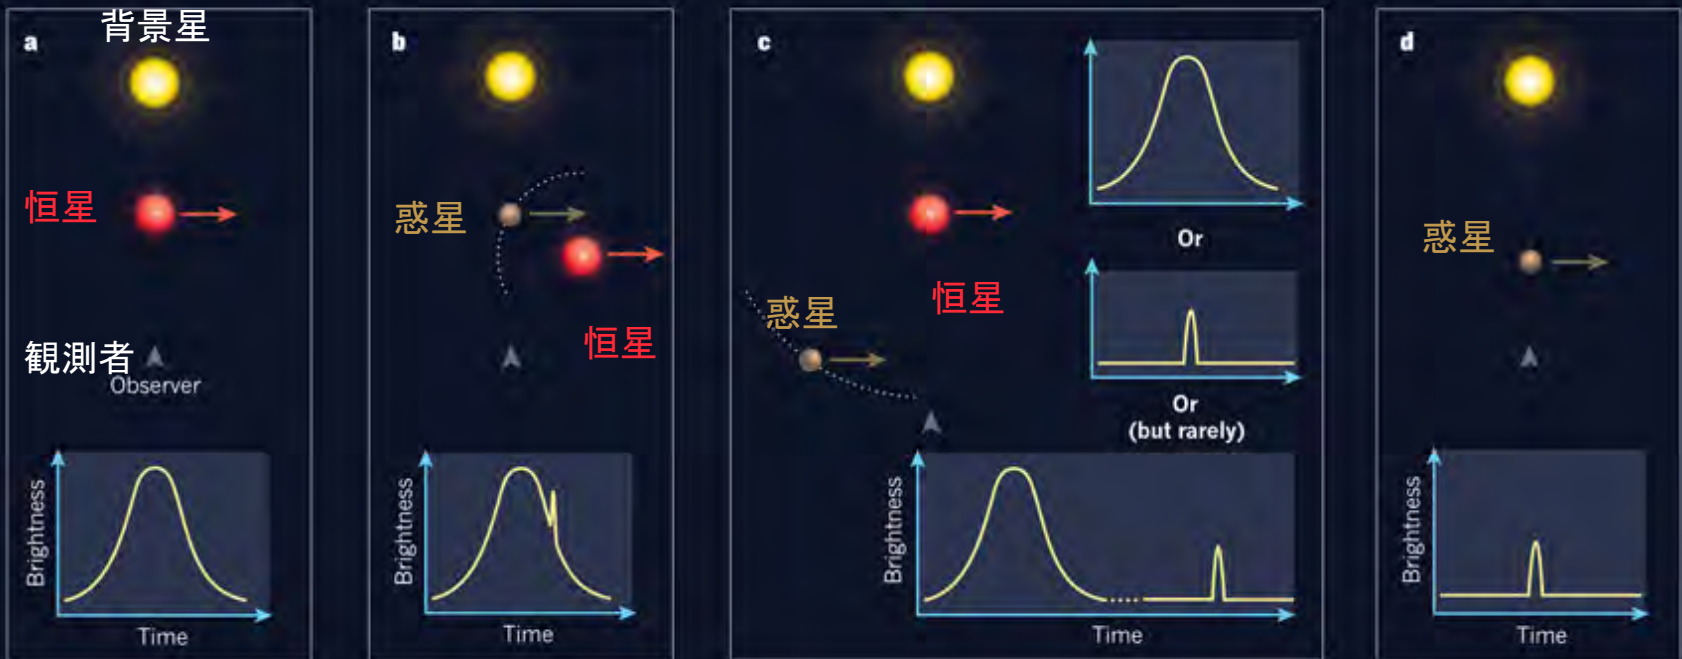 a
背景星
恒星
観測者
Observer
Brightness
Time
b
惑星
恒星
Brightness
Time
c
惑星
恒星
Or
Or
(but rarely)
Brightness
Time
d
惑星
Brightness
Time